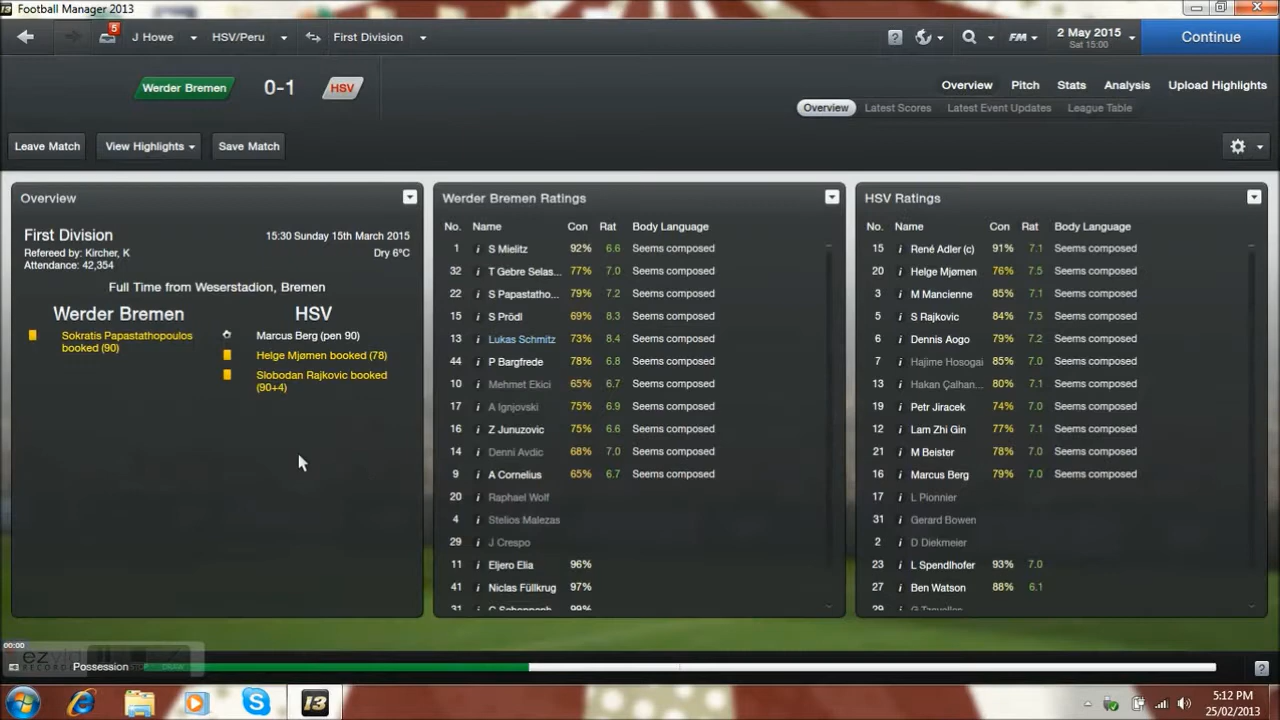 Football Manager 2013
5
J Howe
HSV/Peru
First Division
?
FM
2 May 2015
Sat 15:00
Continue
Werder Bremen 0-1 HSV
Overview Pitch Stats Analysis Upload Highlights
Overview Latest Scores Latest Event Updates League Table
Leave Match View Highlights Save Match
Overview
First Division 15:30 Sunday 15th March 2015
Refereed by: Kircher, K Dry 6°C
Attendance: 42,354
Full Time from Weserstadion, Bremen
Werder Bremen HSV
Sokratis Papastathopoulos
booked (90)
Marcus Berg (pen 90)
Helge Mjømen booked (78)
Slobodan Rajkovic booked
(90+4)
Werder Bremen Ratings
No. Name Con Rat Body Language
1 i S Mielitz 92% 6.6 Seems composed
32 i T Gebre Selas... 77% 7.0 Seems composed
22 i S Papastatho... 79% 7.2 Seems composed
15 i S Prödl 69% 8.3 Seems composed
13 i Lukas Schmitz 73% 8.4 Seems composed
44 i P Bargfrede 78% 6.8 Seems composed
10 i Mehmet Ekici 65% 6.7 Seems composed
17 i A Ignjovski 75% 6.9 Seems composed
16 i Z Junuzovic 75% 6.6 Seems composed
14 i Denni Avdic 68% 7.0 Seems composed
9 i A Cornelius 65% 6.7 Seems composed
20 i Raphael Wolf
4 i Stelios Malezas
29 i J Crespo
11 i Eljero Elia 96%
41 i Niclas Füllkrug 97%
31 99%
HSV Ratings
No. Name Con Rat Body Language
15 i René Adler (c) 91% 7.1 Seems composed
20 i Helge Mjømen 76% 7.5 Seems composed
3 i M Mancienne 85% 7.1 Seems composed
5 i S Rajkovic 84% 7.5 Seems composed
6 i Dennis Aogo 79% 7.2 Seems composed
7 i Hajime Hosogai 85% 7.0 Seems composed
13 i Hakan Çalhan... 80% 7.1 Seems composed
19 i Petr Jiracek 74% 7.0 Seems composed
12 i Lam Zhi Gin 77% 7.1 Seems composed
21 i M Beister 78% 7.0 Seems composed
16 i Marcus Berg 79% 7.0 Seems composed
17 i L Pionnier
31 i Gerard Bowen
2 i D Diekmeier
23 i L Spendlhofer 93% 7.0
27 i Ben Watson 88% 6.1
29
00:00
ezvid
RECORDER
STOP DRAW
Possession
?
13
5:12 PM
25/02/2013